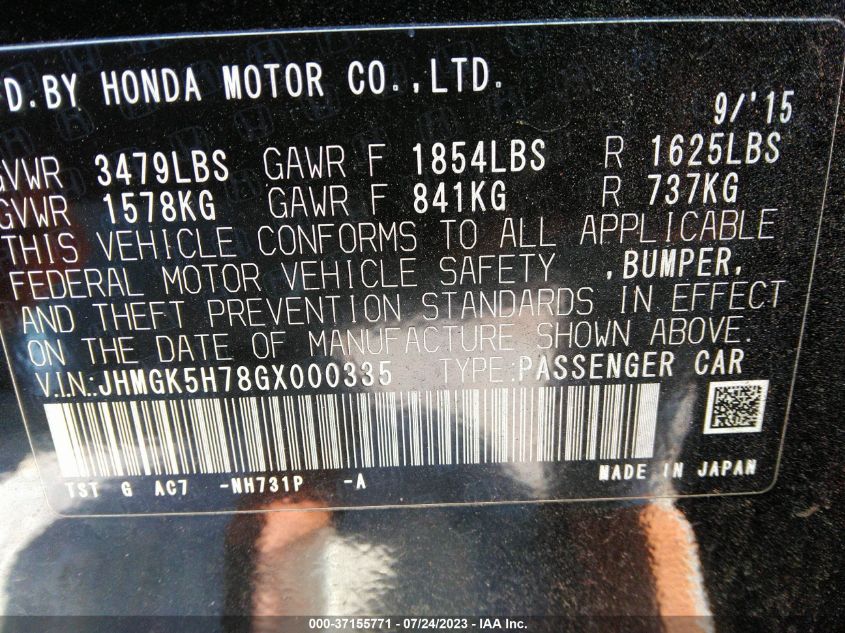 FD.BY HONDA MOTOR CO.,LTD.
9/'15
GVWR 3479LBS GAWR F 1854LBS R 1625LBS
GVWR 1578KG GAWR F 841KG R 737KG
THIS VEHICLE CONFORMS TO ALL APPLICABLE
FEDERAL MOTOR VEHICLE SAFETY ,BUMPER,
AND THEFT PREVENTION STANDARDS IN EFFECT
ON THE DATE OF MANUFACTURE SHOWN ABOVE.
V.I.N.:JHMGK5H78GX000335 TYPE:PASSENGER CAR
TST G AC7 -NH731P -A MADE IN JAPAN
000-37155771 / 07/24/2023 - IAA Inc.